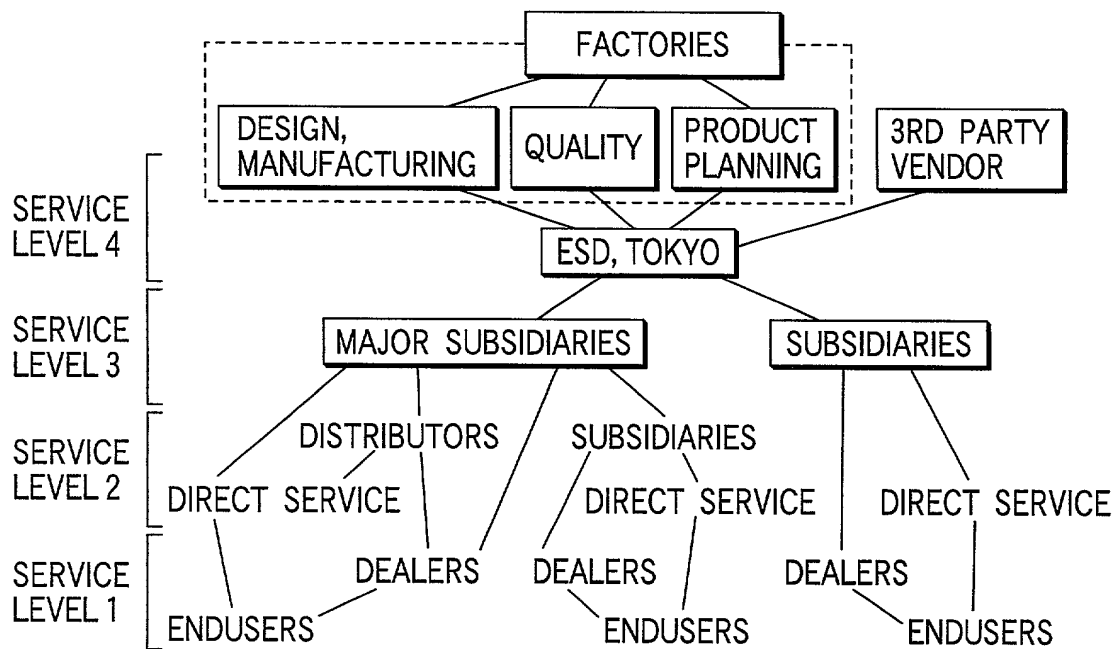 FACTORIES
DESIGN,
MANUFACTURING
QUALITY
PRODUCT
PLANNING
3RD PARTY
VENDOR
SERVICE
LEVEL 4
ESD, TOKYO
SERVICE
LEVEL 3
MAJOR SUBSIDIARIES
SUBSIDIARIES
SERVICE
LEVEL 2
DISTRIBUTORS
SUBSIDIARIES
DIRECT SERVICE
DIRECT SERVICE
DIRECT SERVICE
SERVICE
LEVEL 1
DEALERS
DEALERS
DEALERS
ENDUSERS
ENDUSERS
ENDUSERS